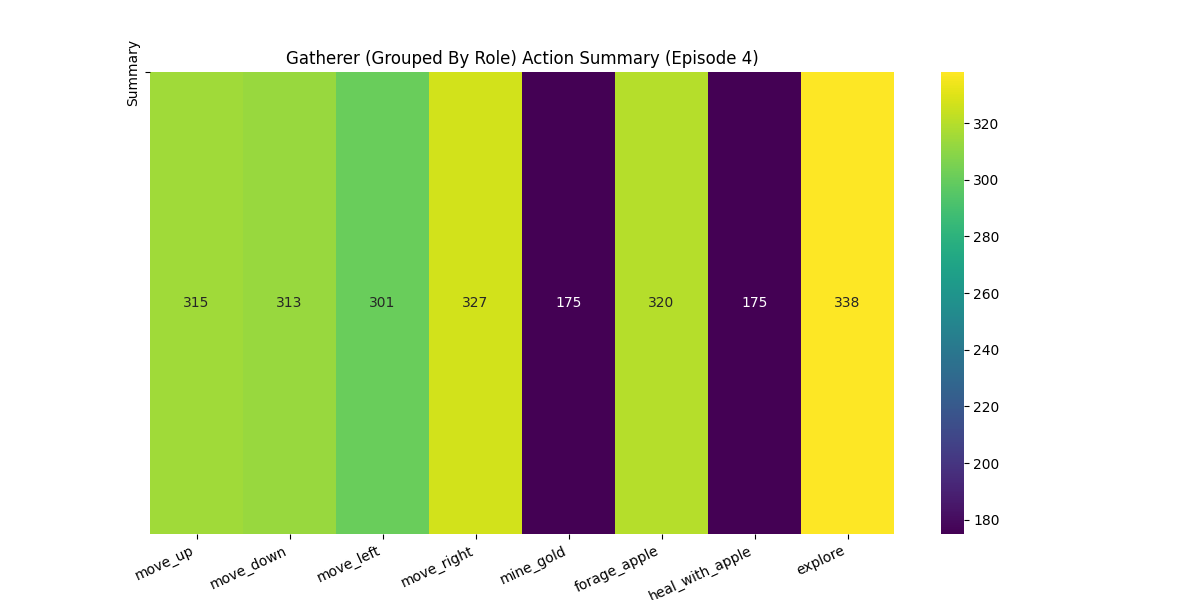 Gatherer (Grouped By Role) Action Summary (Episode 4)
Summary
315 313 301 327 175 320 175 338
move_up move_down move_left move_right mine_gold forage_apple heal_with_apple explore
320
300
280
260
240
220
200
180